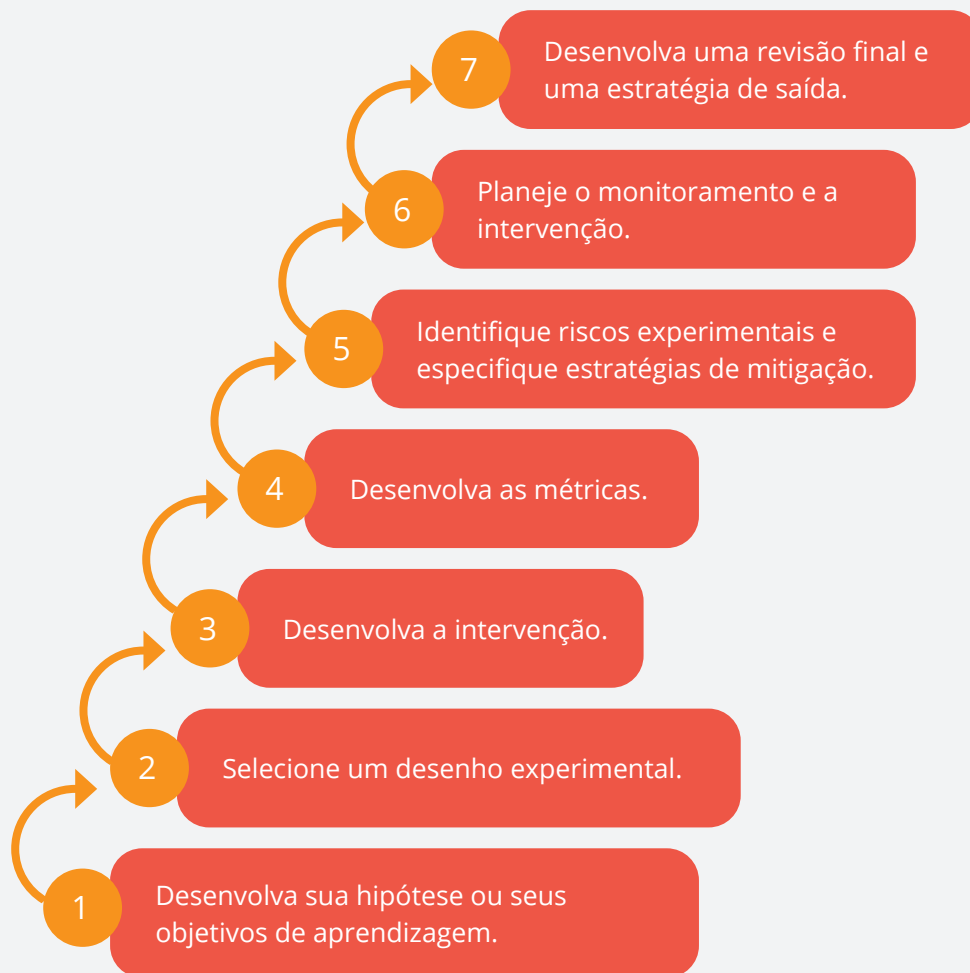 7
Desenvolva uma revisão final e
uma estratégia de saída.
6
Planeje o monitoramento e a
intervenção.
5
Identifique riscos experimentais e
especifique estratégias de mitigação.
4
Desenvolva as métricas.
3
Desenvolva a intervenção.
2
Selecione um desenho experimental.
1
Desenvolva sua hipótese ou seus
objetivos de aprendizagem.